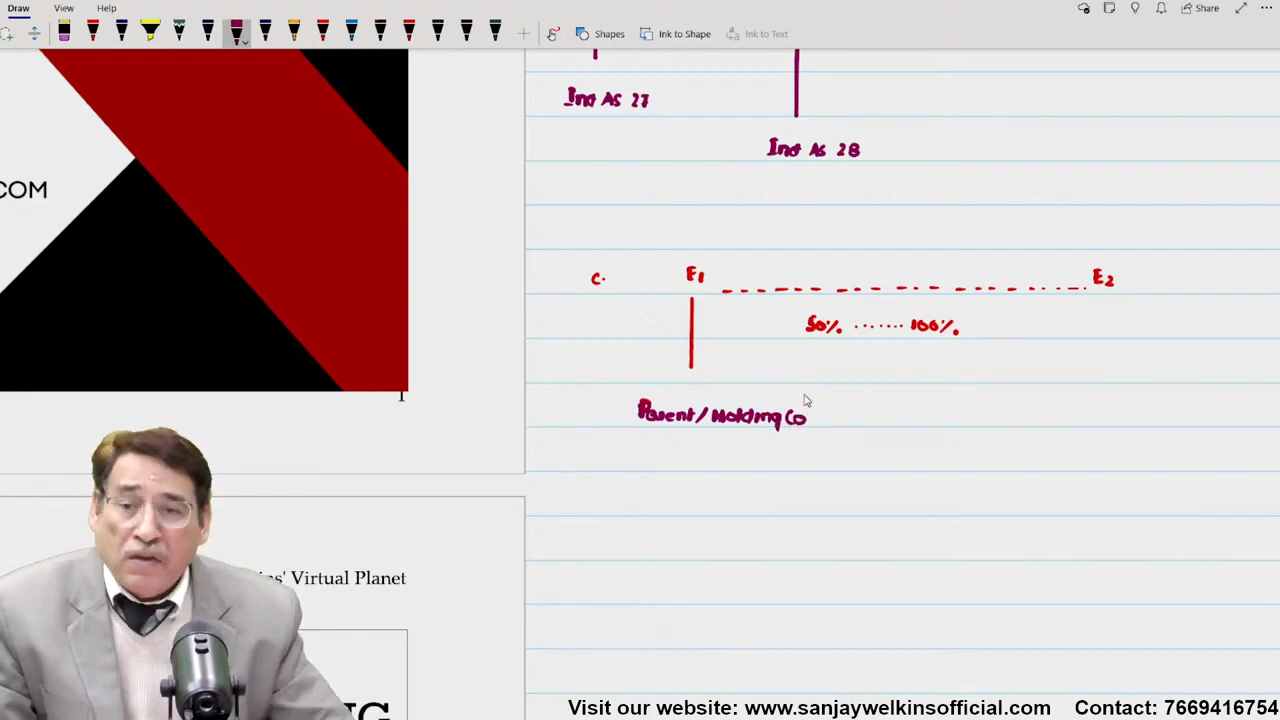 Draw View Help Share
Shapes Ink to Shape Ink to Text
Ind As 27
COM
Ind As 28
C. E1 E2
50% ....... 100%.
Parent/Holding Co
ins' Virtual Planet
Visit our website: www.sanjaywelkinsofficial.com Contact: 7669416754